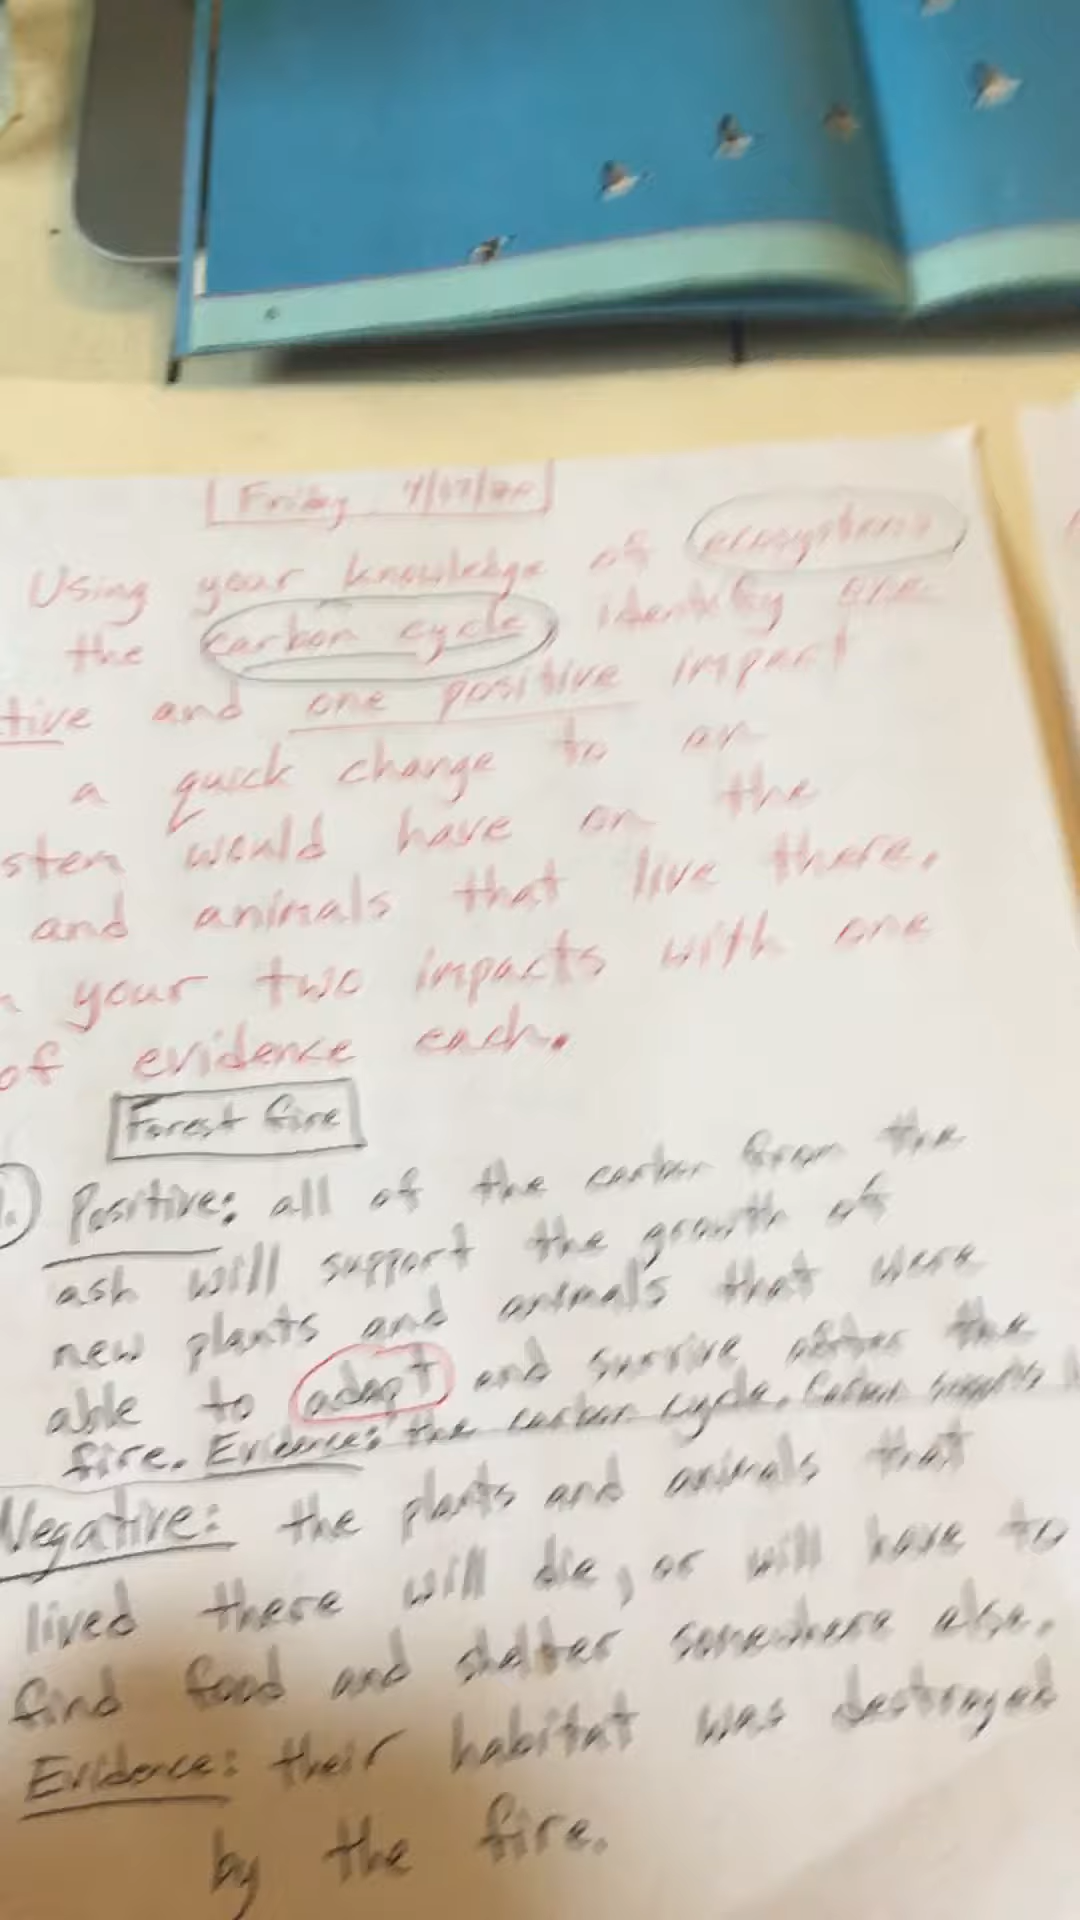 Friday 4/17/20
Using your knowledge of ecosystems
the carbon cycle, identify one
tive and one positive impact
a quick change to an
stem would have on the
and animals that live there.
your two impacts with one
of evidence each.
Forest fire
Positive: all of the carbon from the
ash will support the growth of
new plants and animals that were
able to adapt and survive after the
fire. Evidence: the carbon cycle. Carbon supports
Negative: the plants and animals that
lived there will die, or will have to
find food and shelter somewhere else.
Evidence: their habitat was destroyed
by the fire.